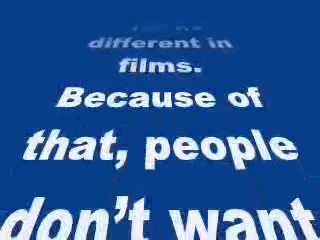 different in
films.
Because of
that, people
don't want